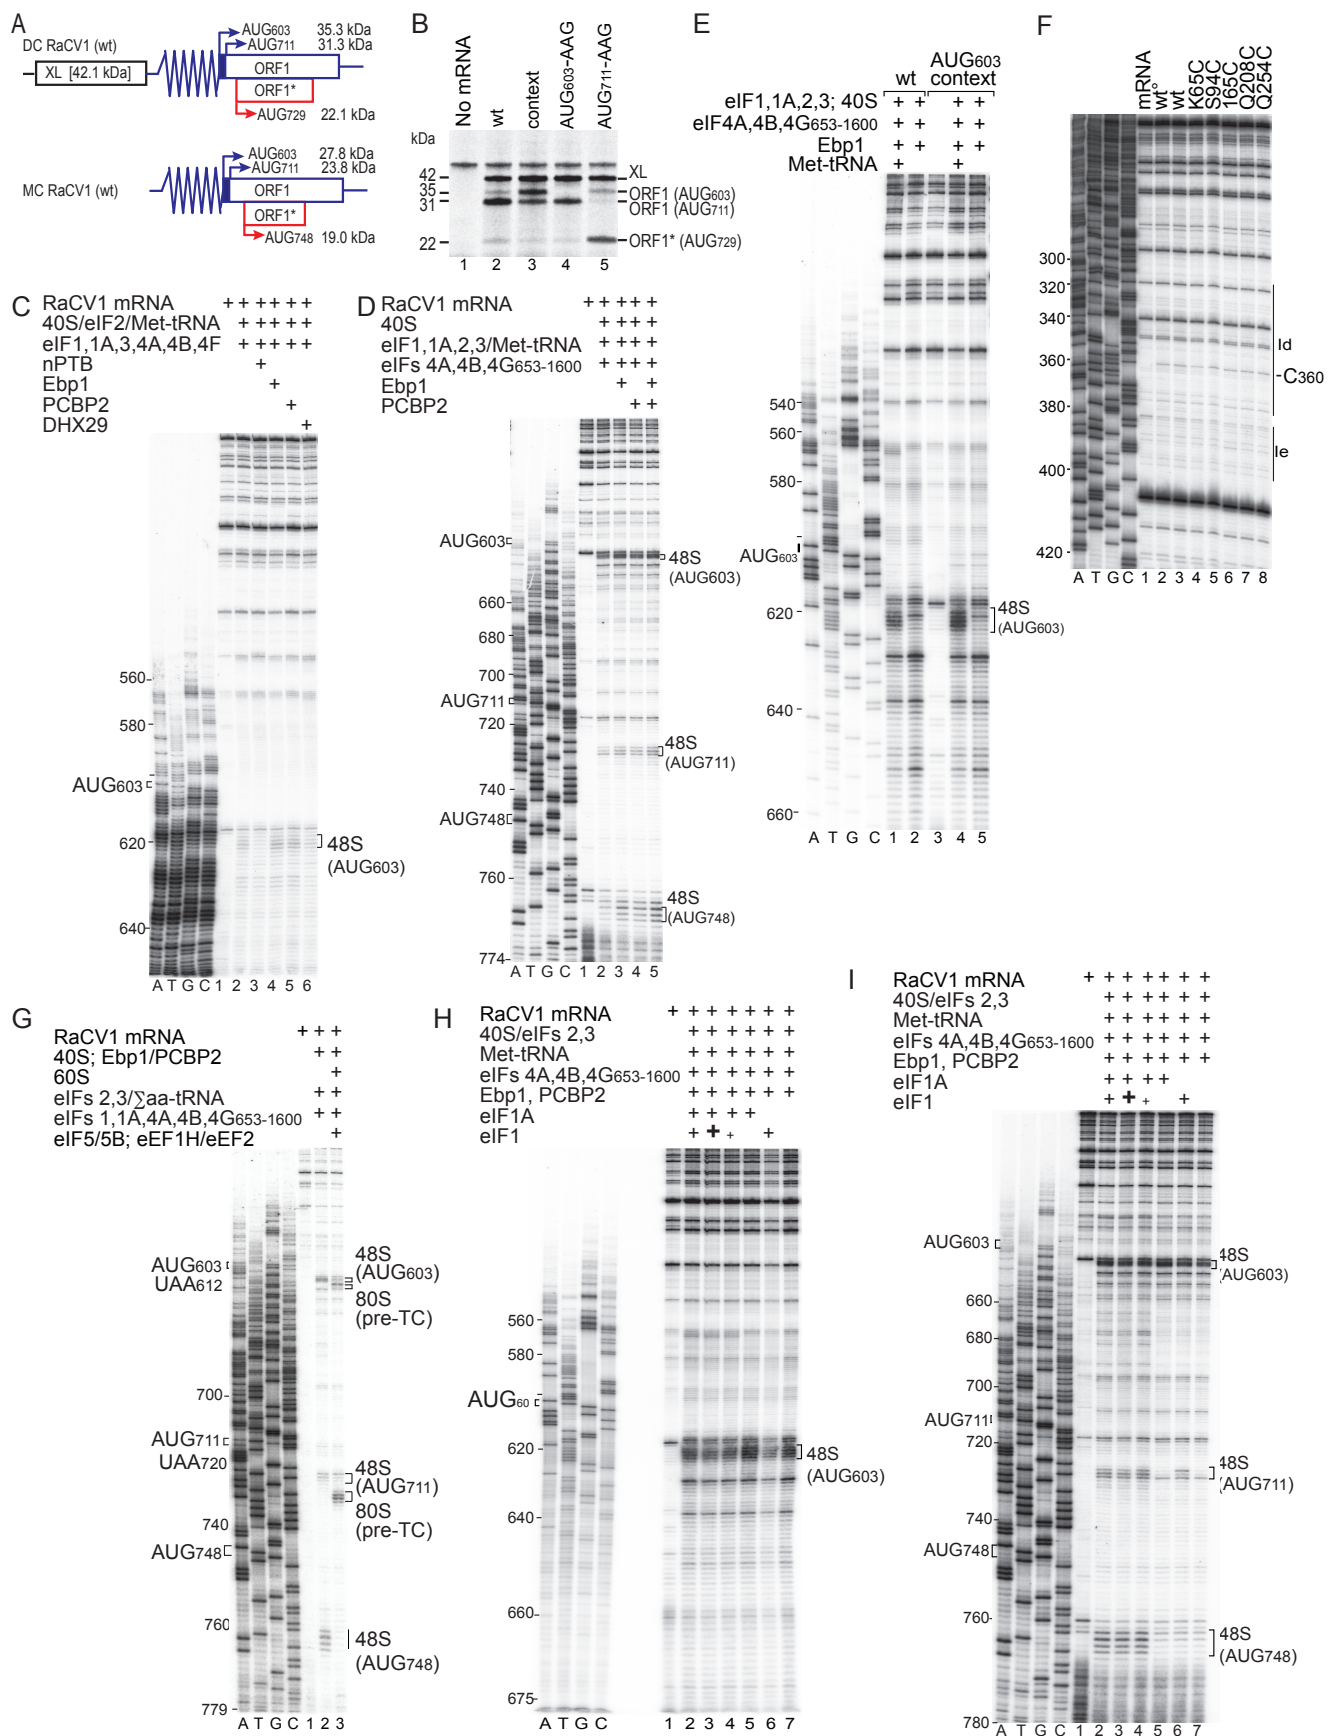 A
DC RaCV1 (wt)
XL [42.1 kDa]
AUG603 35.3 kDa
AUG711 31.3 kDa
ORF1
ORF1*
AUG729 22.1 kDa
MC RaCV1 (wt)
AUG603 27.8 kDa
AUG711 23.8 kDa
ORF1
ORF1*
AUG748 19.0 kDa
B
No mRNA
wt
context
AUG603-AAG
AUG711-AAG
kDa
42
35
31
22
XL
ORF1 (AUG603)
ORF1 (AUG711)
ORF1* (AUG729)
1 2 3 4 5
C
RaCV1 mRNA + + + + + +
40S/eIF2/Met-tRNA + + + + +
eIF1,1A,3,4A,4B,4F + + + + +
nPTB +
Ebp1 +
PCBP2 +
DHX29 +
560
580
AUG603
620
640
48S
(AUG603)
A T G C 1 2 3 4 5 6
D
RaCV1 mRNA + + + + +
40S + + + +
eIF1,1A,2,3/Met-tRNA + + + +
eIFs 4A,4B,4G653-1600 + + + +
Ebp1 + +
PCBP2 + +
AUG603
660
680
700
AUG711
720
740
AUG748
760
774
48S
(AUG603)
48S
(AUG711)
48S
(AUG748)
A T G C 1 2 3 4 5
E
wt
AUG603
context
eIF1,1A,2,3; 40S + + + +
eIF4A,4B,4G653-1600 + + + +
Ebp1 + + + +
Met-tRNA + +
540
560
580
AUG603
620
640
660
48S
(AUG603)
A T G C 1 2 3 4 5
F
mRNA
wt°
wt
K65C
S94C
165C
Q208C
Q254C
300
320
340
360
380
400
420
Id
C360
Ie
A T G C 1 2 3 4 5 6 7 8
G
RaCV1 mRNA + + +
40S; Ebp1/PCBP2 + +
60S +
eIFs 2,3/∑aa-tRNA + +
eIFs 1,1A,4A,4B,4G653-1600 + +
eIF5/5B; eEF1H/eEF2 +
AUG603
UAA612
700
AUG711
UAA720
740
AUG748
760
779
48S
(AUG603)
80S
(pre-TC)
48S
(AUG711)
80S
(pre-TC)
48S
(AUG748)
A T G C 1 2 3
H
RaCV1 mRNA + + + + + + +
40S/eIFs 2,3 + + + + + +
Met-tRNA + + + + + +
eIFs 4A,4B,4G653-1600 + + + + + +
Ebp1, PCBP2 + + + + + +
eIF1A + + + +
eIF1 + + + +
560
580
AUG60
620
640
660
675
48S
(AUG603)
A T G C 1 2 3 4 5 6 7
I
RaCV1 mRNA + + + + + + +
40S/eIFs 2,3 + + + + + +
Met-tRNA + + + + + +
eIFs 4A,4B,4G653-1600 + + + + + +
Ebp1, PCBP2 + + + + + +
eIF1A + + + +
eIF1 + + + +
AUG603
660
680
700
AUG711
720
740
AUG748
760
780
48S
(AUG603)
48S
(AUG711)
48S
(AUG748)
A T G C 1 2 3 4 5 6 7